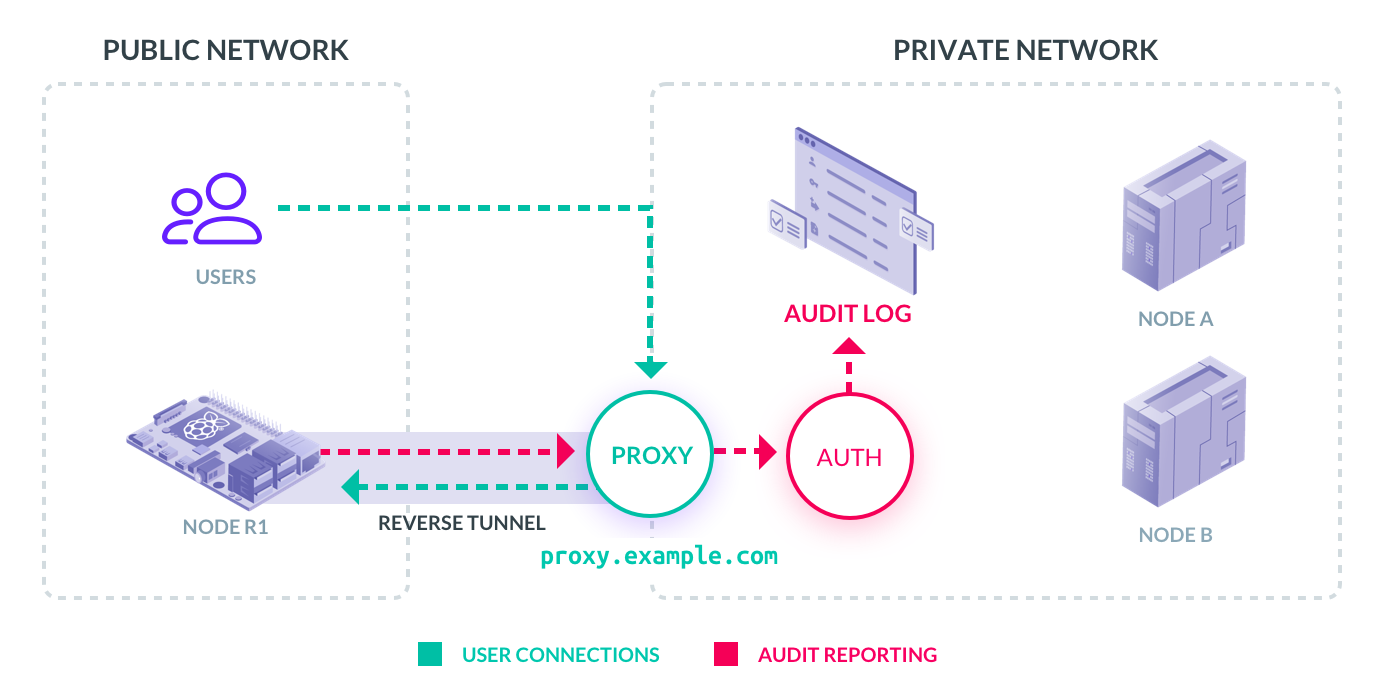 PUBLIC NETWORK
PRIVATE NETWORK
USERS
AUDIT LOG
NODE A
PROXY
AUTH
NODE R1
REVERSE TUNNEL
NODE B
proxy.example.com
USER CONNECTIONS
AUDIT REPORTING